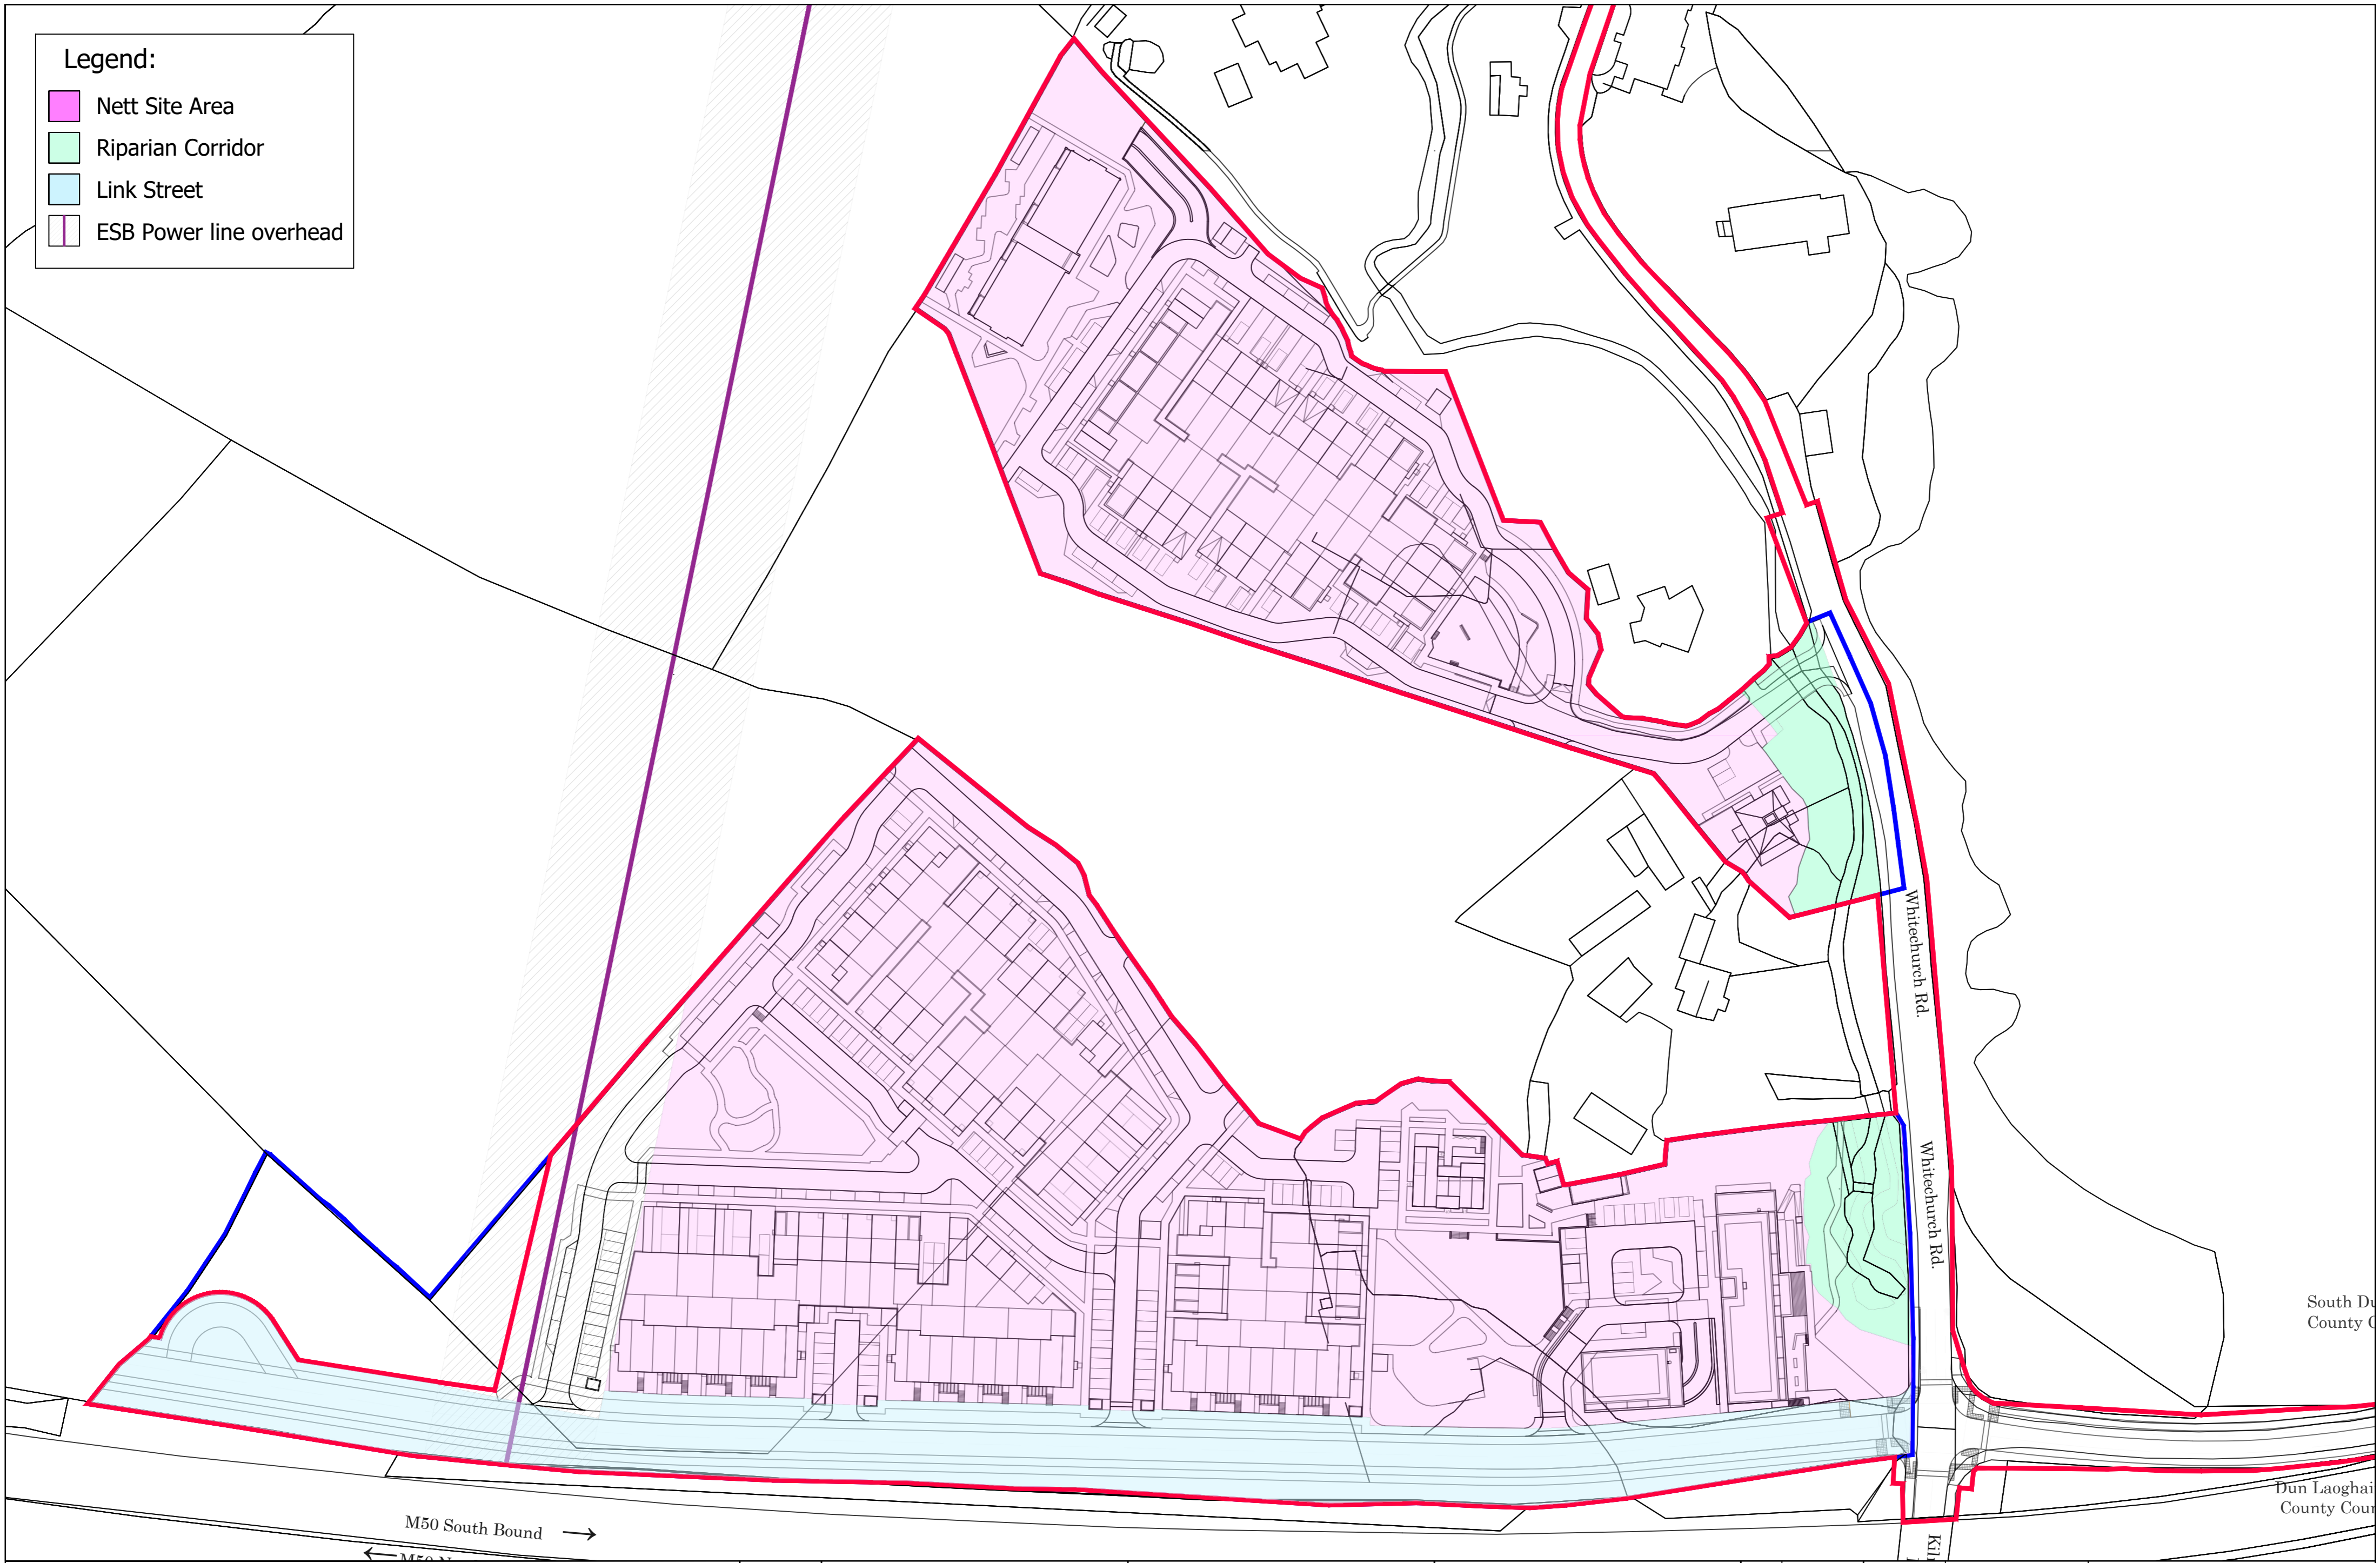 Legend:
Nett Site Area
Riparian Corridor
Link Street
ESB Power line overhead
Whitechurch Rd.
Whitechurch Rd.
South Du
County C
Dun Laoghai
County Cour
M50 South Bound